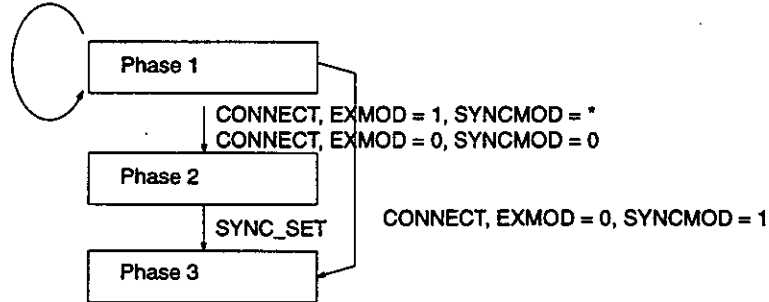 Phase 1
CONNECT, EXMOD = 1, SYNCMOD = *
CONNECT, EXMOD = 0, SYNCMOD = 0
Phase 2
SYNC_SET
CONNECT, EXMOD = 0, SYNCMOD = 1
Phase 3